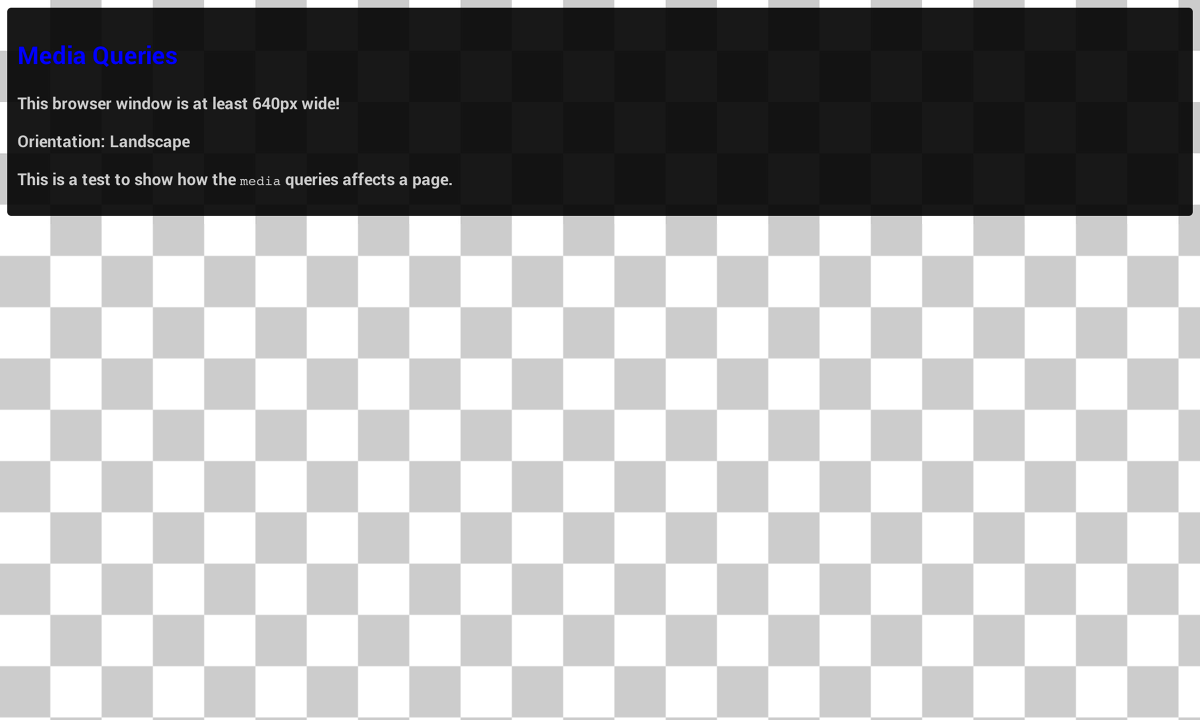 Media Queries
This browser window is at least 640px wide!
Orientation: Landscape
This is a test to show how the media queries affects a page.